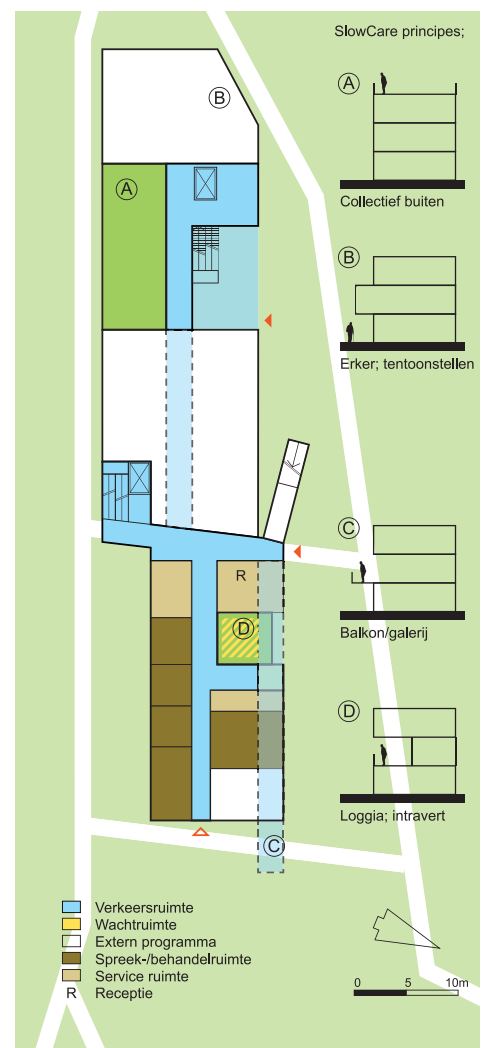 SlowCare principes;
B
A
A
Collectief buiten
B
Erker; tentoonstellen
C
R
D
Balkon/galerij
D
Loggia; intravert
C
Verkeersruimte
Wachtruimte
Extern programma
Spreek-/behandelruimte
Service ruimte
R Receptie
0 5 10m